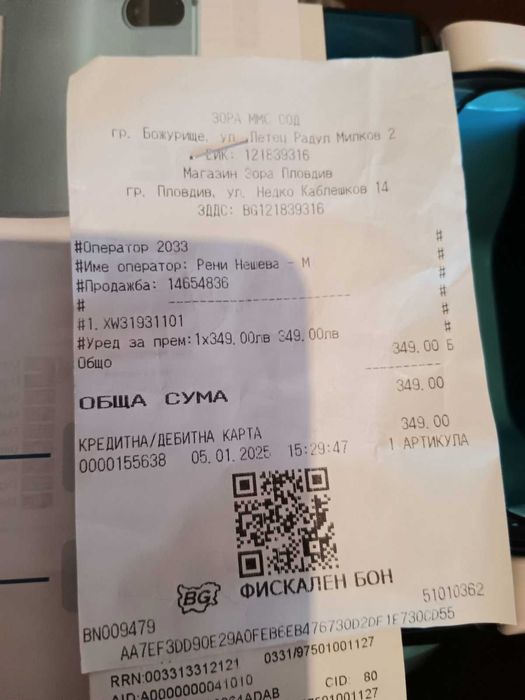 ЗОРА ММС ООД
гр. Божурище, ул. Летец Радул Милков 2
ЕИК: 121839316
Магазин Зора Пловдив
гр. Пловдив, ул. Недко Каблешков 14
ЗДДС: BG121839316
#Оператор 2033 #
#Име оператор: Рени Нешева - М #
#Продажба: 14654836 #
# -------------------------- #
#1. XW31931101 #
#Уред за прем:1x349.00лв 349.00лв #
349.00 Б
Общо
-----------
349.00
ОБЩА СУМА
349.00
КРЕДИТНА/ДЕБИТНА КАРТА
1 АРТИКУЛА
0000155638 05.01.2025 15:29:47
BG
ФИСКАЛЕН БОН
BN009479 51010362
AA7EF3DD90E29A0FEB6EB476730D2DF1E730CD55
RRN:003313312121 0331/97501001127
AID:A0000000041010 CID: 80